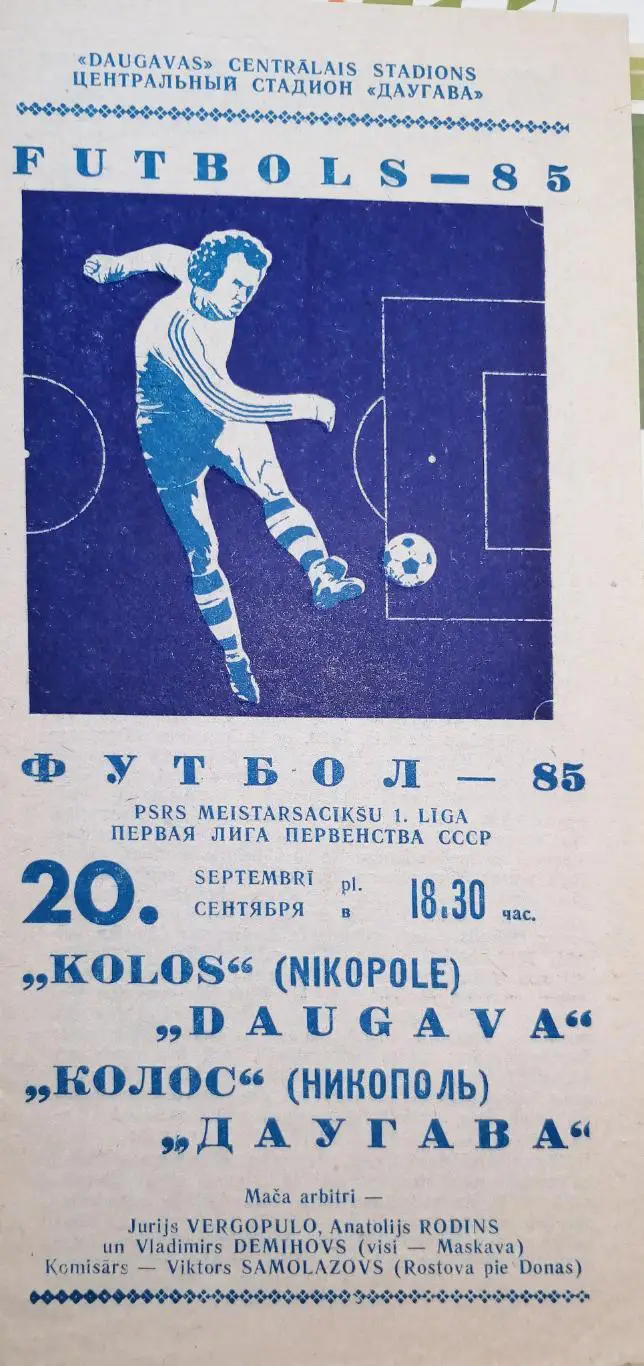 «DAUGAVAS» CENTRĀLAIS STADIONS
ЦЕНТРАЛЬНЫЙ СТАДИОН «ДАУГАВА»
FUTBOLS — 85
ФУТБОЛ — 85
PSRS MEISTARSACĪKŠU 1. LĪGA
ПЕРВАЯ ЛИГА ПЕРВЕНСТВА СССР
20. SEPTEMBRĪ pl. 18.30
СЕНТЯБРЯ в час.
„KOLOS“ (NIKOPOLE)
„DAUGAVA“
„КОЛОС“ (НИКОПОЛЬ)
„ДАУГАВА“
Mača arbitri —
Jurijs VERGOPULO, Anatolijs RODINS
un Vladimirs DEMIHOVS (visi — Maskava)
Komisārs — Viktors SAMOLAZOVS (Rostova pie Donas)